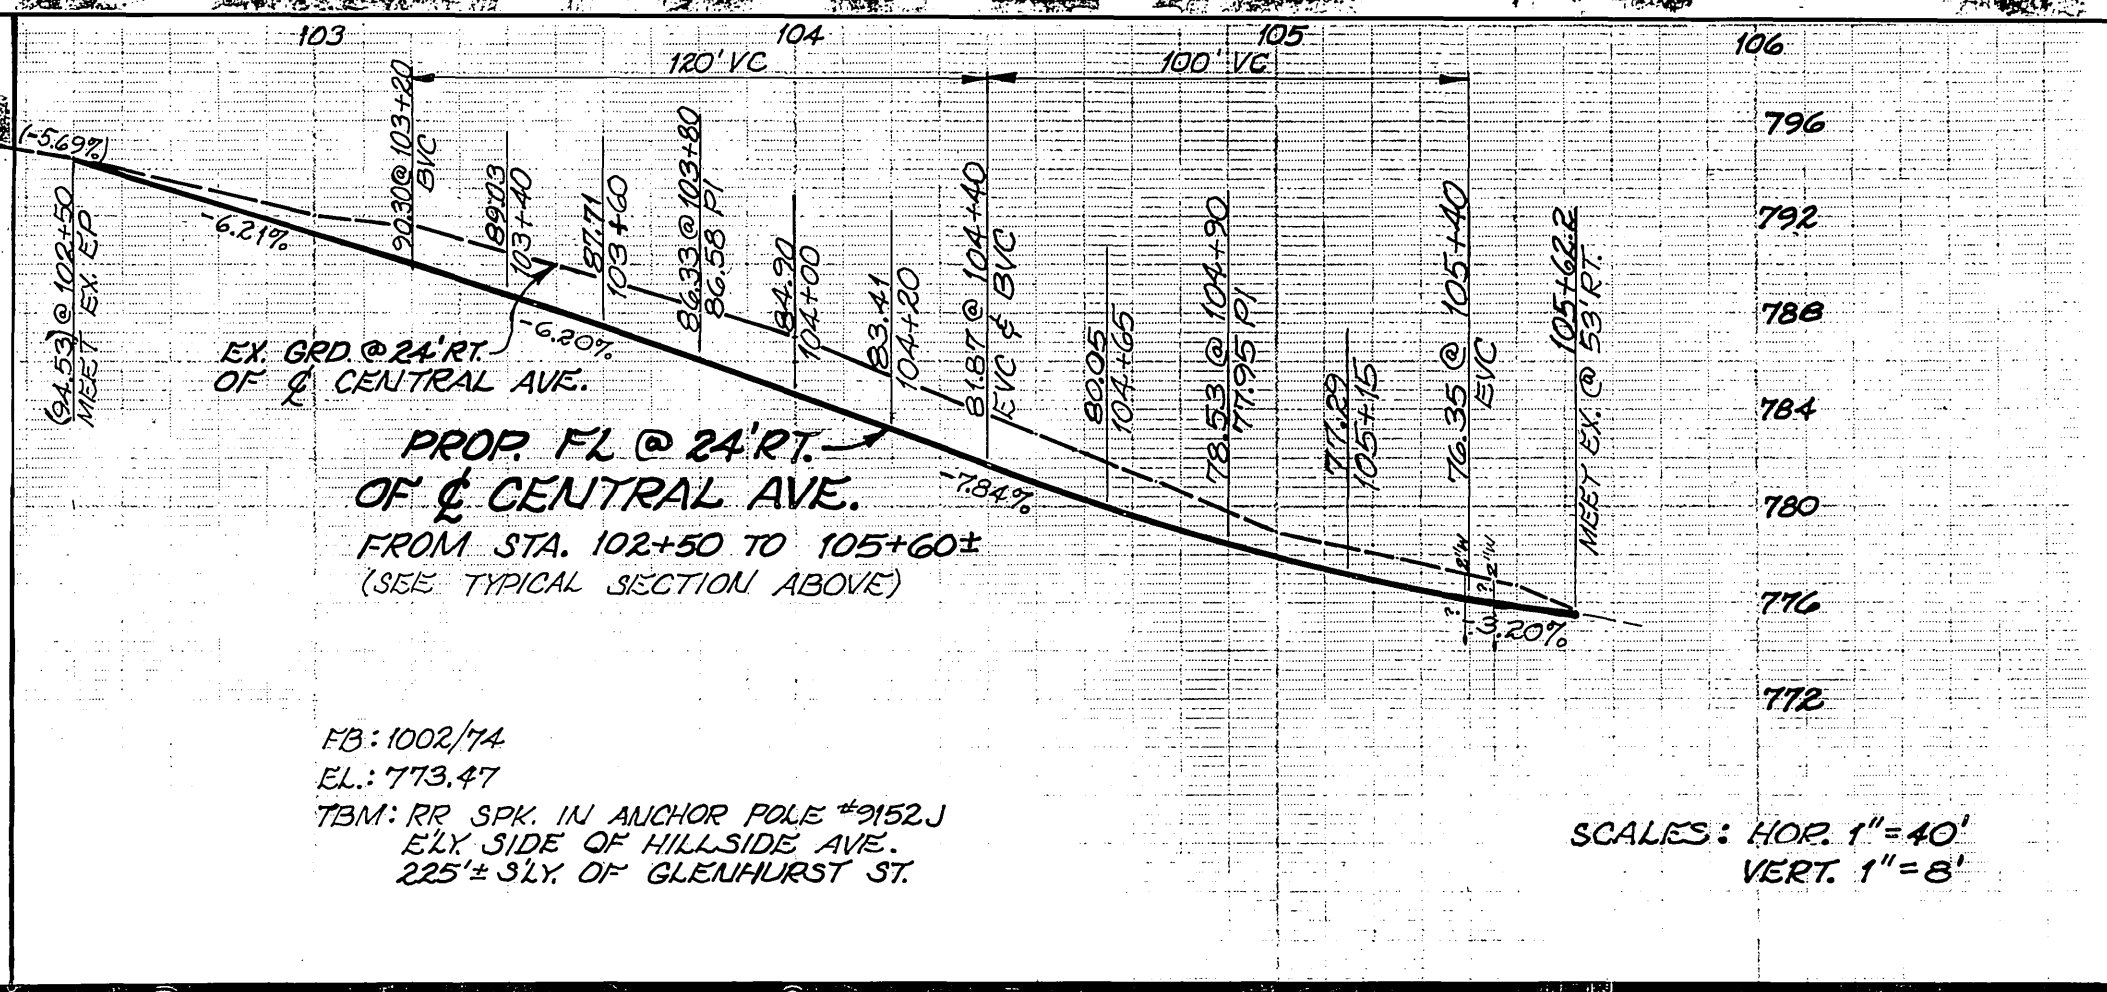 103 104 105 106
120' VC 100' VC
796
792
788
784
780
776
772
(-5.69%)
(94.53) @ 102+50
MEET EX. EP
-6.21%
90.30 @ 103+20
BVC
89.03
103+40
87.71
103+60
86.33 @ 103+80
86.58 PI
84.90
104+00
83.41
104+20
81.87 @ 104+40
EVC & BVC
80.05
104+65
78.53 @ 104+90
77.95 PI
77.29
105+15
76.35 @ 105+40
EVC
105+62.2
MEET EX. @ 53' RT.
-6.20%
-7.84%
? 2"W
? 2"W
-3.20%
EX. GRD. @ 24' RT.
OF ℄ CENTRAL AVE.
PROP. FL @ 24' RT.
OF ℄ CENTRAL AVE.
FROM STA. 102+50 TO 105+60±
(SEE TYPICAL SECTION ABOVE)
FB: 1002/74
EL.: 773.47
TBM: RR SPK. IN ANCHOR POLE #9152J
E'LY. SIDE OF HILLSIDE AVE.
225'± S'LY. OF GLENHURST ST.
SCALES: HOR. 1"=40'
VERT. 1"=8'